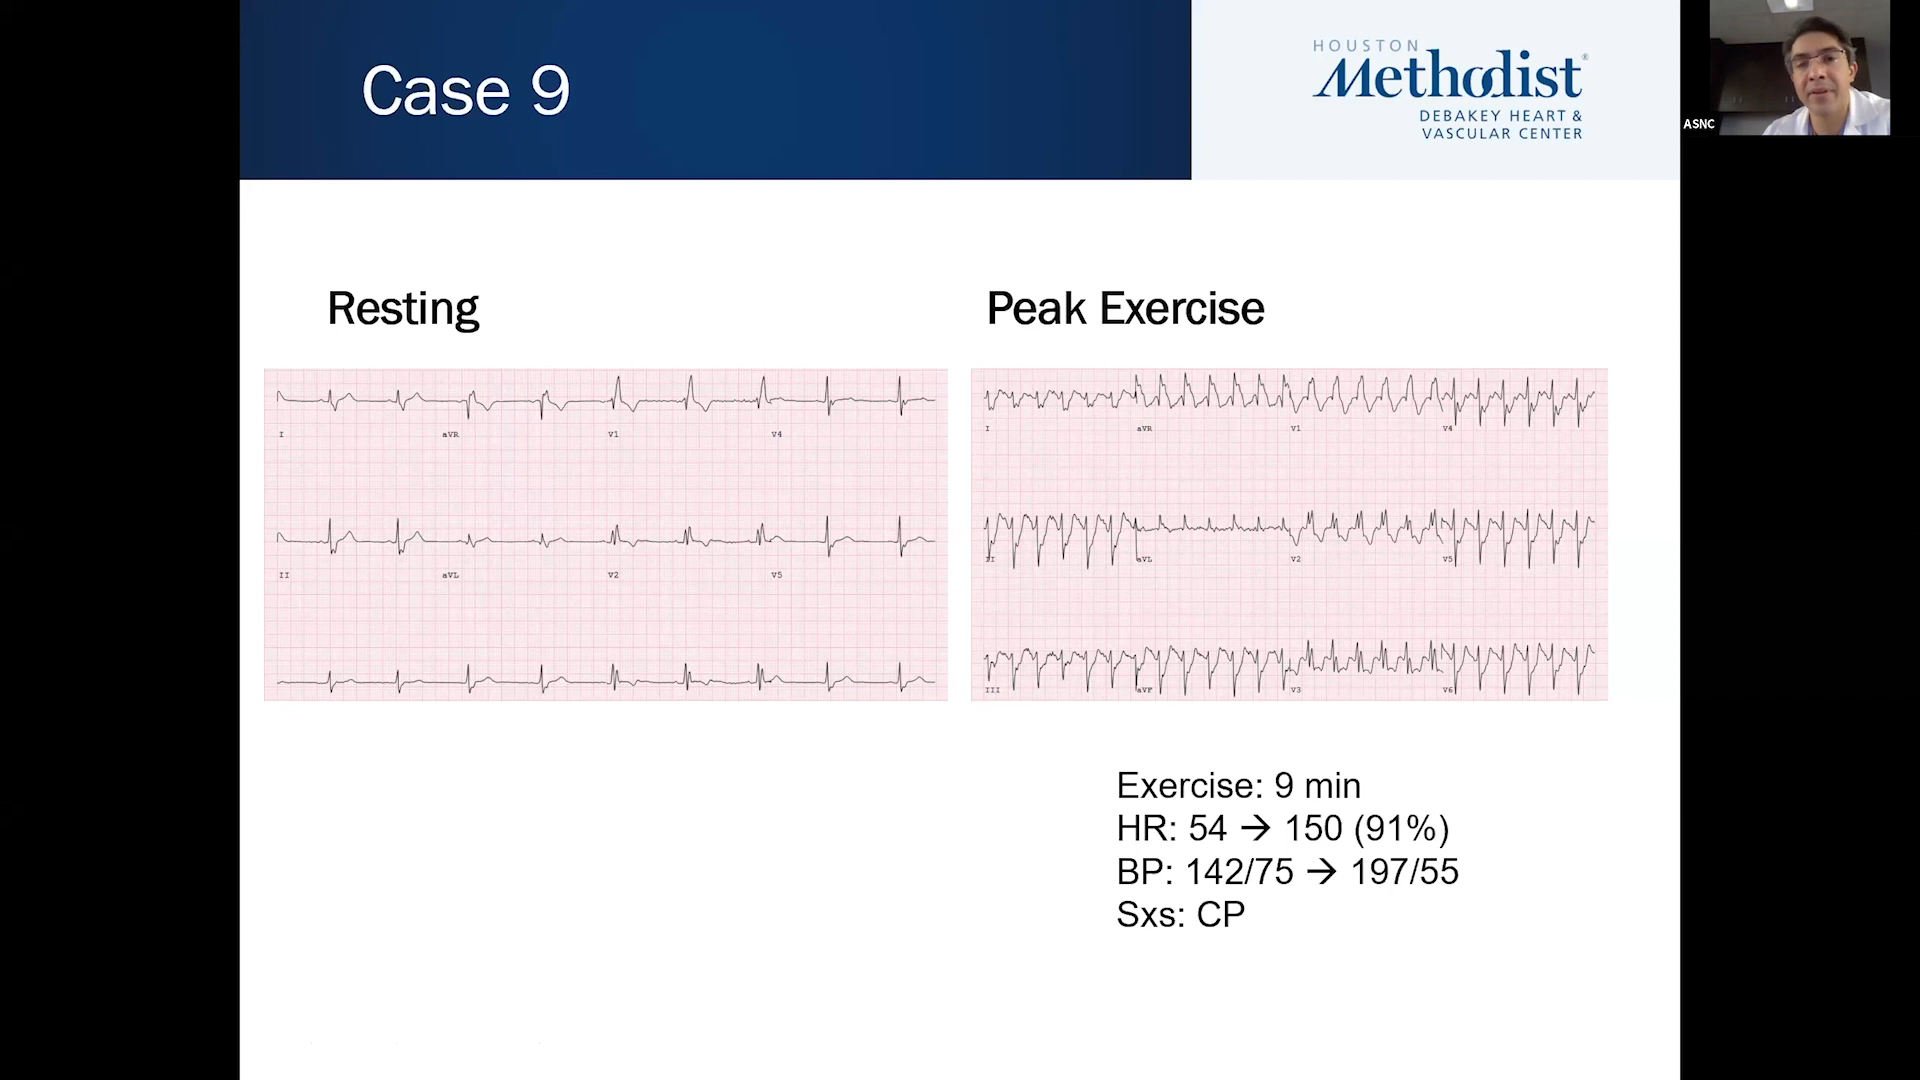 Case 9
HOUSTON
Methodist®
DEBAKEY HEART &
VASCULAR CENTER
ASNC
Resting
Peak Exercise
I aVR V1 V4
II aVL V2 V5
I aVR V1 V4
II aVL V2 V5
III aVF V3 V6
Exercise: 9 min
HR: 54 → 150 (91%)
BP: 142/75 → 197/55
Sxs: CP